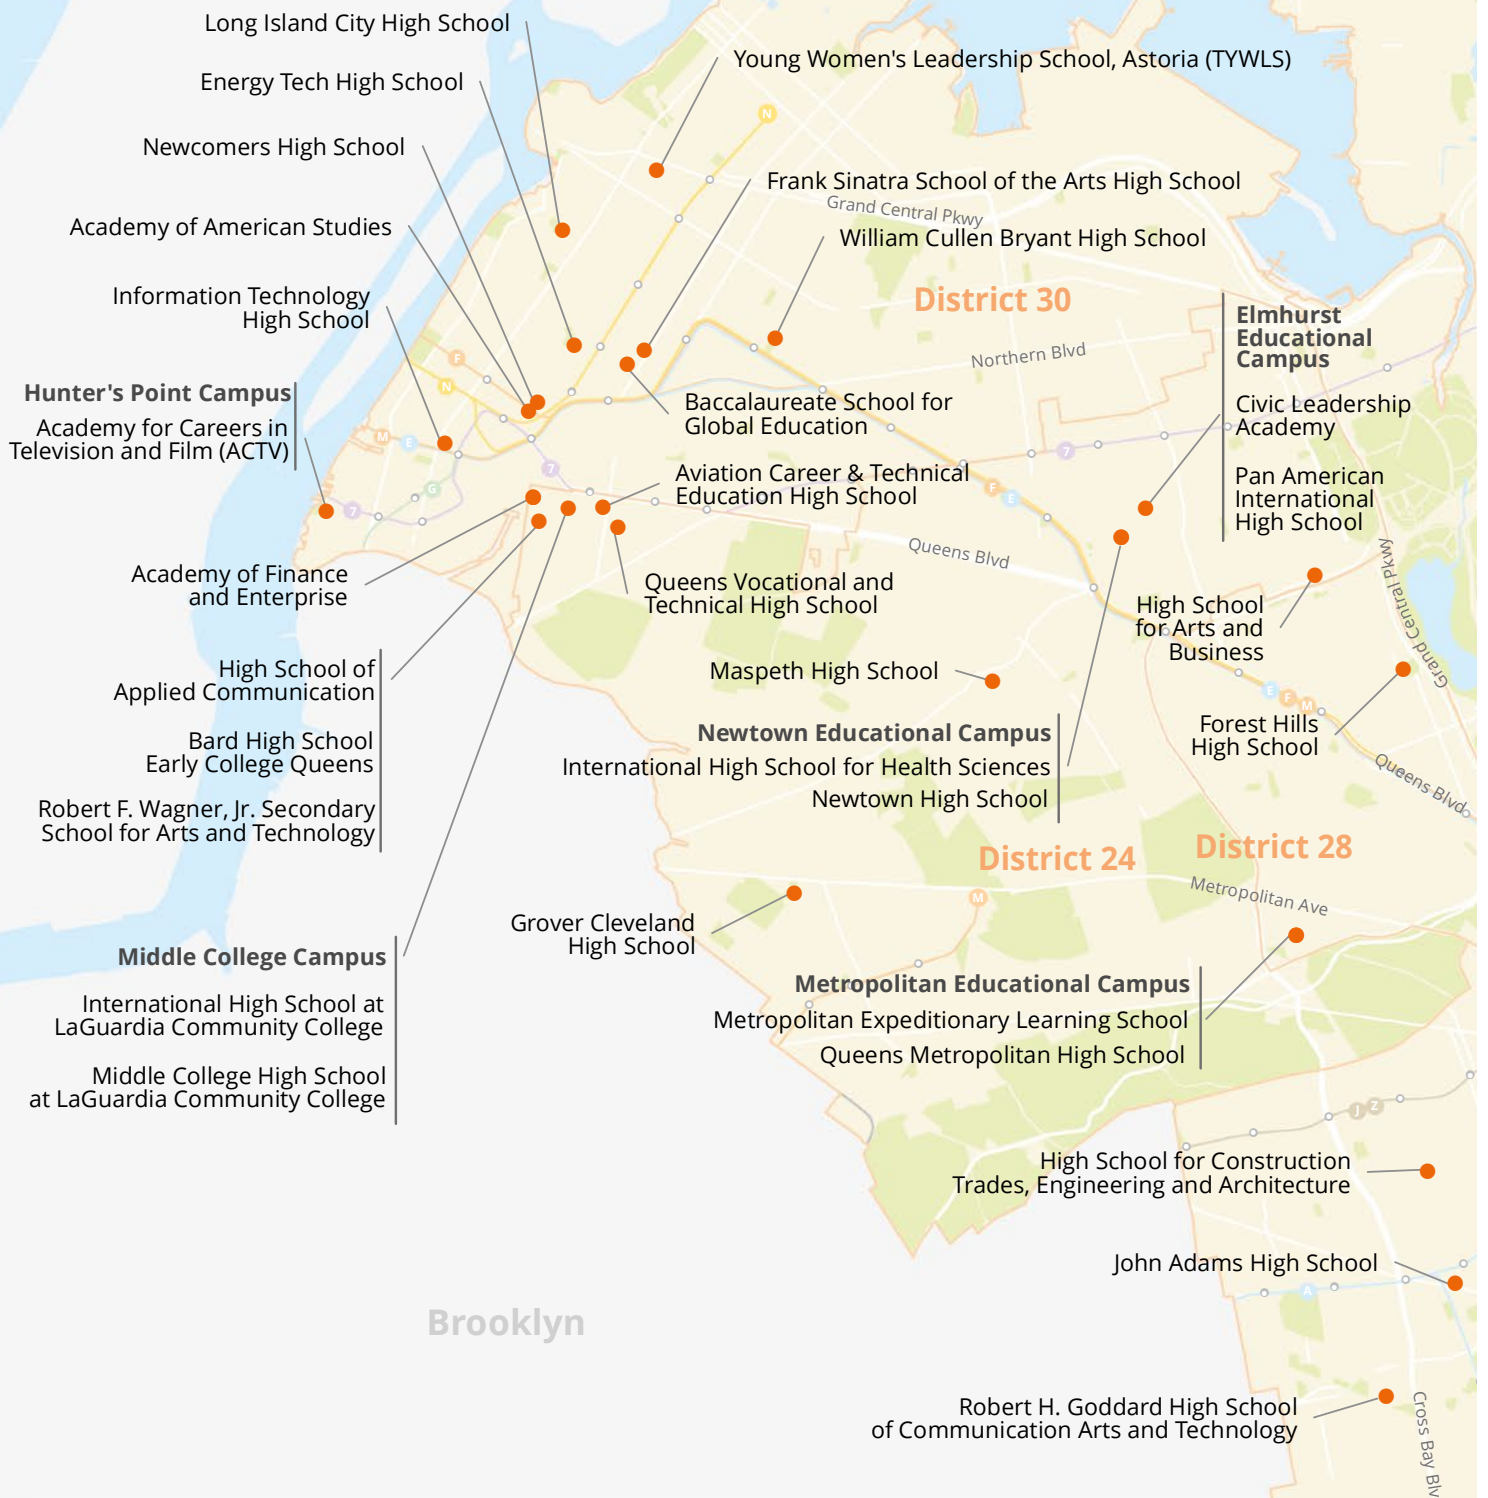 Long Island City High School
Young Women's Leadership School, Astoria (TYWLS)
Energy Tech High School
N
Newcomers High School
Frank Sinatra School of the Arts High School
Grand Central Pkwy
Academy of American Studies
William Cullen Bryant High School
Information Technology
High School
District 30
Elmhurst
Educational
Campus
Northern Blvd
F
N
Hunter's Point Campus
Academy for Careers in
Television and Film (ACTV)
Baccalaureate School for
Global Education
Civic Leadership
Academy
M
E
7
7
Aviation Career & Technical
Education High School
Pan American
International
High School
G
F
E
7
Queens Blvd
Grand Central Pkwy
Academy of Finance
and Enterprise
Queens Vocational and
Technical High School
High School
for Arts and
Business
High School of
Applied Communication
Maspeth High School
E
F
M
Forest Hills
High School
Bard High School
Early College Queens
Newtown Educational Campus
International High School for Health Sciences
Newtown High School
Queens Blvd
Robert F. Wagner, Jr. Secondary
School for Arts and Technology
District 24
District 28
Metropolitan Ave
M
Grover Cleveland
High School
Middle College Campus
International High School at
LaGuardia Community College
Middle College High School
at LaGuardia Community College
Metropolitan Educational Campus
Metropolitan Expeditionary Learning School
Queens Metropolitan High School
J
Z
High School for Construction
Trades, Engineering and Architecture
John Adams High School
A
Brooklyn
Robert H. Goddard High School
of Communication Arts and Technology
Cross Bay Blv